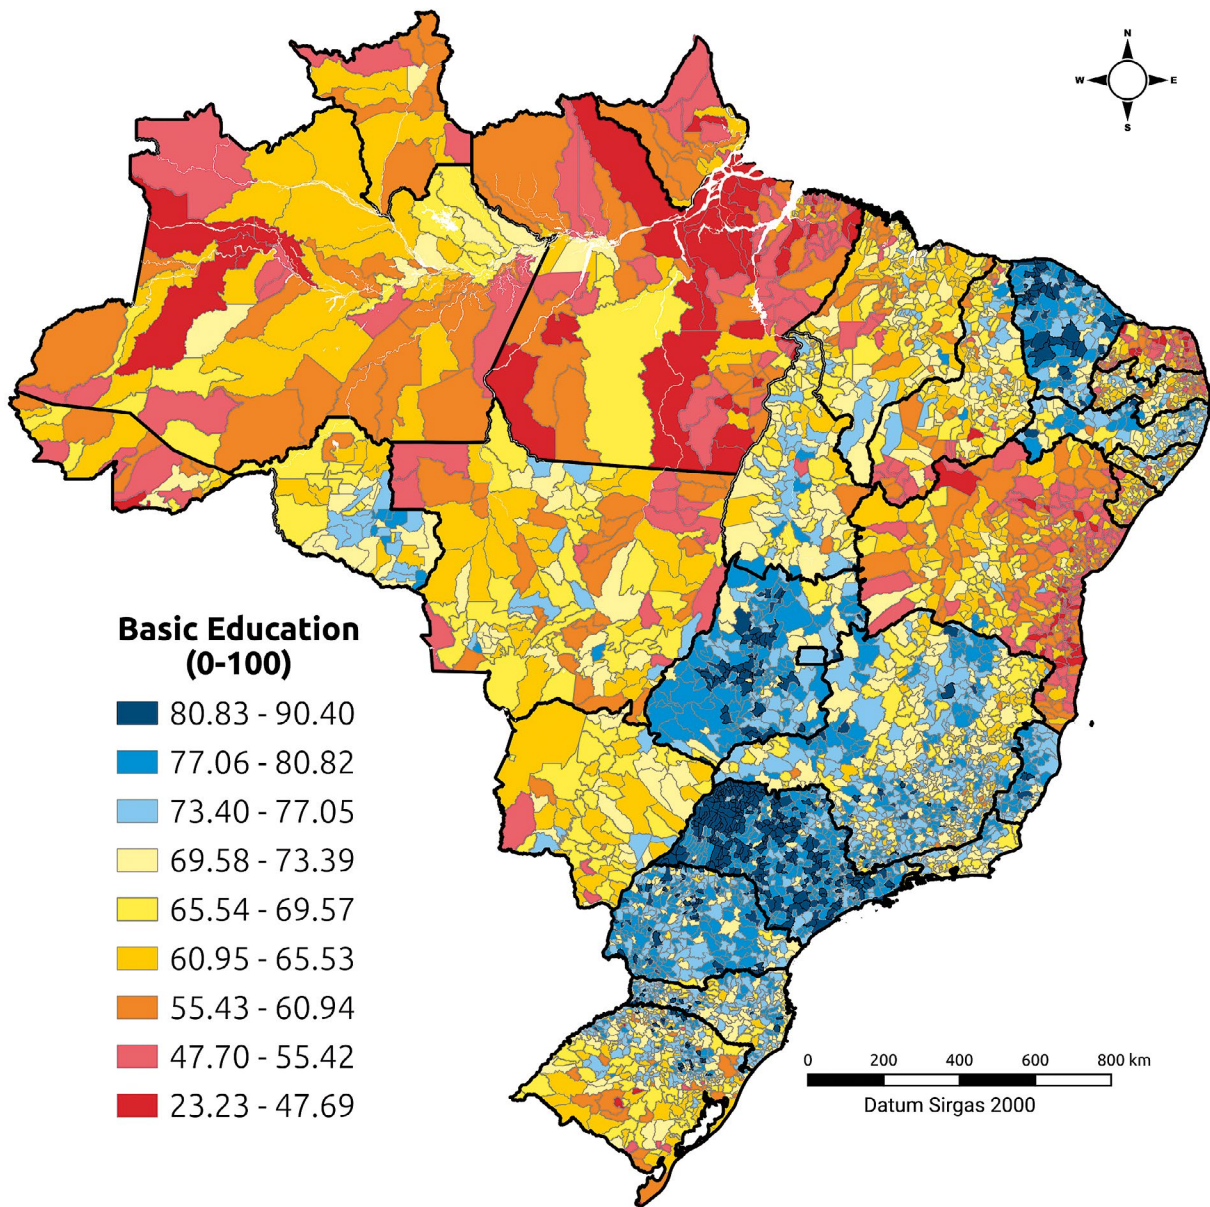 N
W E
S
Basic Education
(0-100)
80.83 - 90.40
77.06 - 80.82
73.40 - 77.05
69.58 - 73.39
65.54 - 69.57
60.95 - 65.53
55.43 - 60.94
47.70 - 55.42
23.23 - 47.69
0 200 400 600 800 km
Datum Sirgas 2000